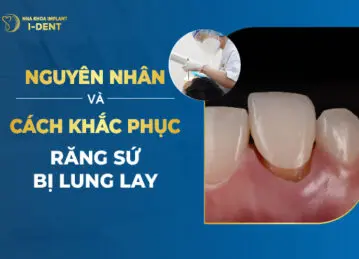 NHA KHOA IMPLANT
I-DENT
NGUYÊN NHÂN
VÀ
CÁCH KHẮC PHỤC
RĂNG SỨ
BỊ LUNG LAY